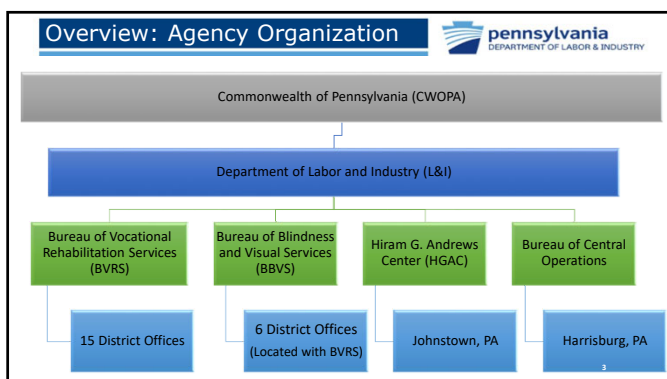 Overview: Agency Organization
pennsylvania
DEPARTMENT OF LABOR & INDUSTRY
Commonwealth of Pennsylvania (CWOPA)
Department of Labor and Industry (L&I)
Bureau of Vocational
Rehabilitation Services
(BVRS)
Bureau of Blindness
and Visual Services
(BBVS)
Hiram G. Andrews
Center (HGAC)
Bureau of Central
Operations
15 District Offices
6 District Offices
(Located with BVRS)
Johnstown, PA
Harrisburg, PA
3